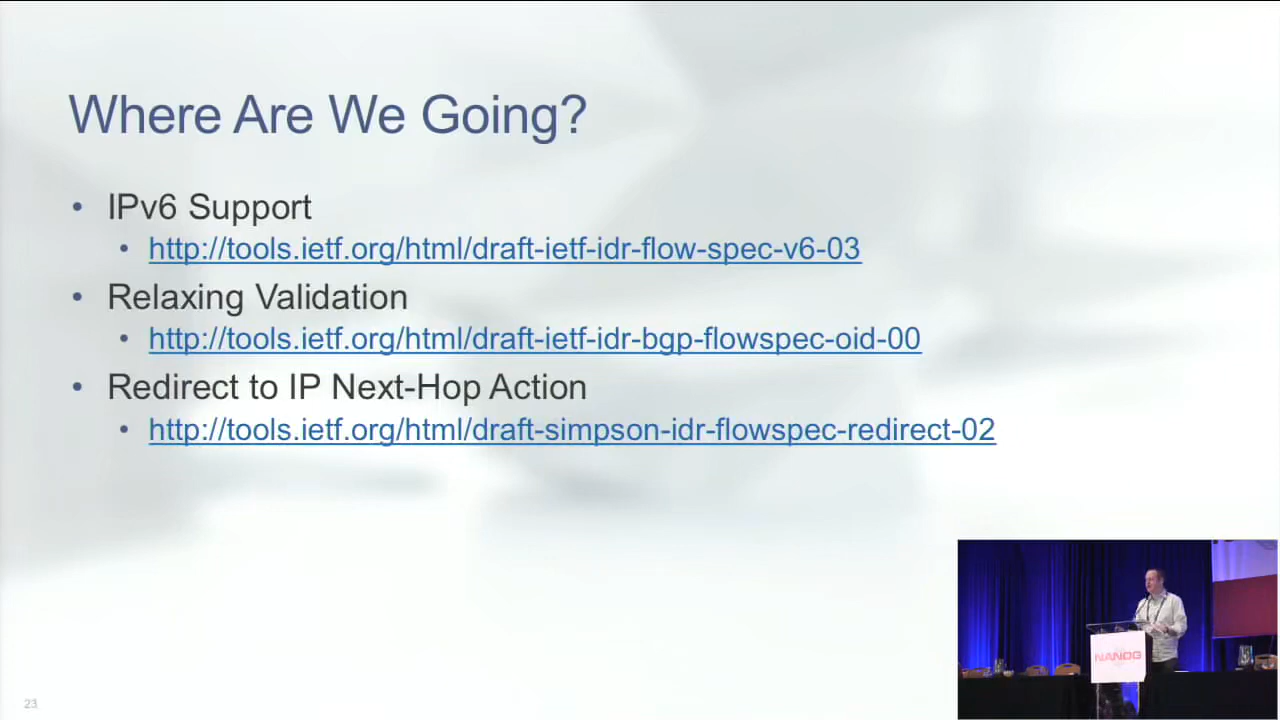 Where Are We Going?
• IPv6 Support
• http://tools.ietf.org/html/draft-ietf-idr-flow-spec-v6-03
• Relaxing Validation
• http://tools.ietf.org/html/draft-ietf-idr-bgp-flowspec-oid-00
• Redirect to IP Next-Hop Action
• http://tools.ietf.org/html/draft-simpson-idr-flowspec-redirect-02
NANOG
23